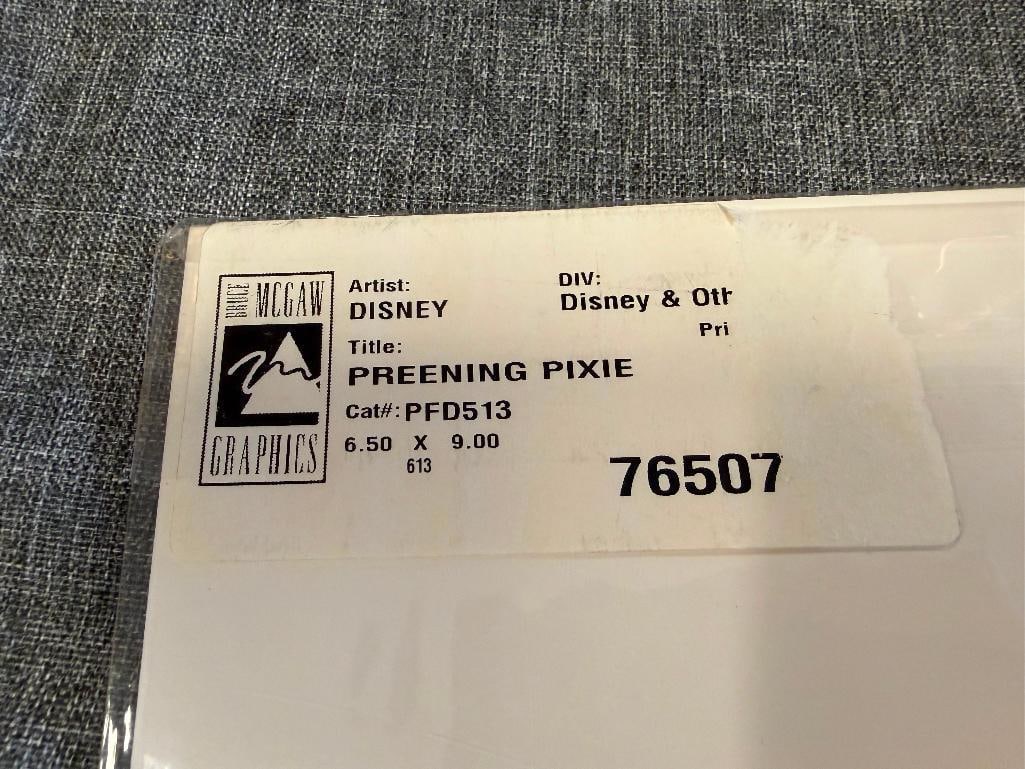 BRUCE MCGAW
GRAPHICS
Artist:
DISNEY
DIV:
Disney & Oth
Pri
Title:
PREENING PIXIE
Cat#: PFD513
6.50 X 9.00
613
76507